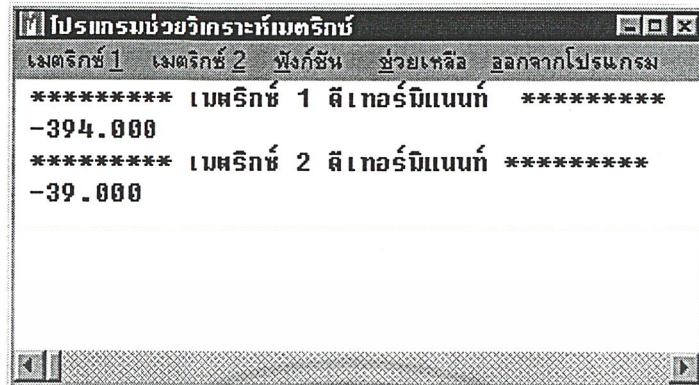 โปรแกรมช่วยวิเคราะห์เมตริกซ์
เมตริกซ์ 1 เมตริกซ์ 2 ฟังก์ชัน ช่วยเหลือ ออกจากโปรแกรม
********* เมตริกซ์ 1 ดีเทอร์มิแนนท์ *********
-394.000
********* เมตริกซ์ 2 ดีเทอร์มิแนนท์ *********
-39.000